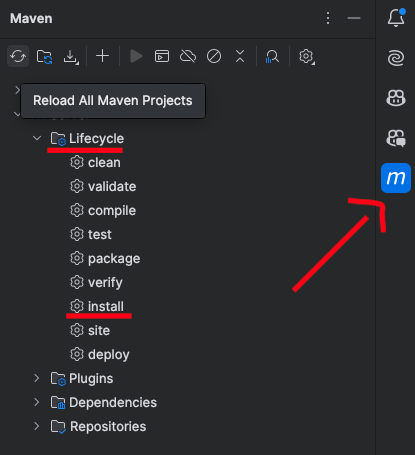 Maven
Reload All Maven Projects
Lifecycle
clean
validate
compile
test
package
verify
install
site
deploy
Plugins
Dependencies
Repositories
m